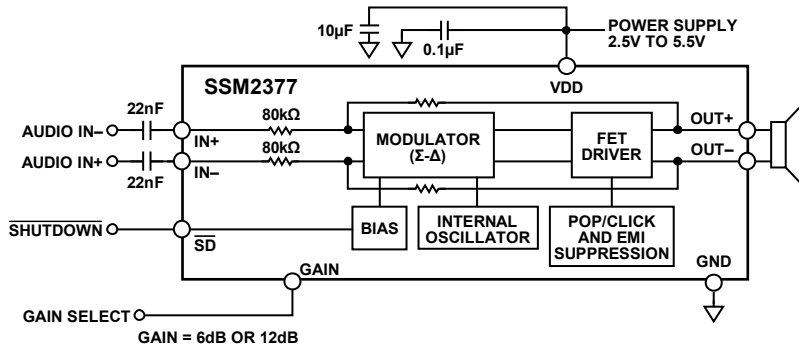 10µF
0.1µF
POWER SUPPLY
2.5V TO 5.5V
VDD
SSM2377
22nF
80kΩ
AUDIO IN–
IN+
MODULATOR
(Σ-Δ)
FET
DRIVER
OUT+
80kΩ
AUDIO IN+
IN–
OUT–
22nF
SHUTDOWN
SD
BIAS
INTERNAL
OSCILLATOR
POP/CLICK
AND EMI
SUPPRESSION
GAIN
GND
GAIN SELECT
GAIN = 6dB OR 12dB